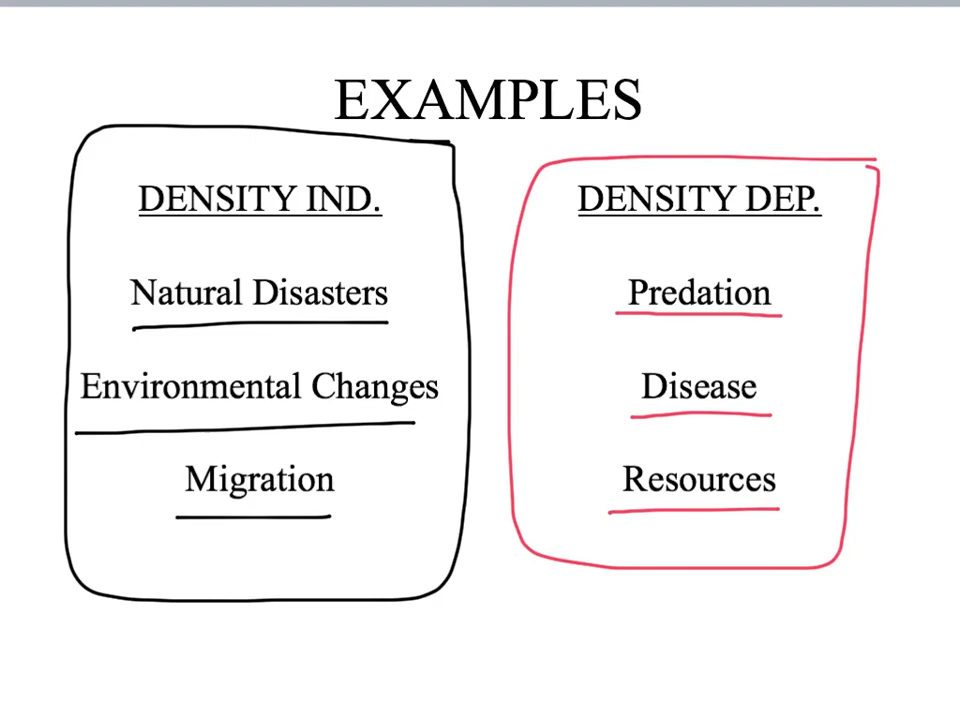 EXAMPLES
DENSITY IND.
Natural Disasters
Environmental Changes
Migration
DENSITY DEP.
Predation
Disease
Resources